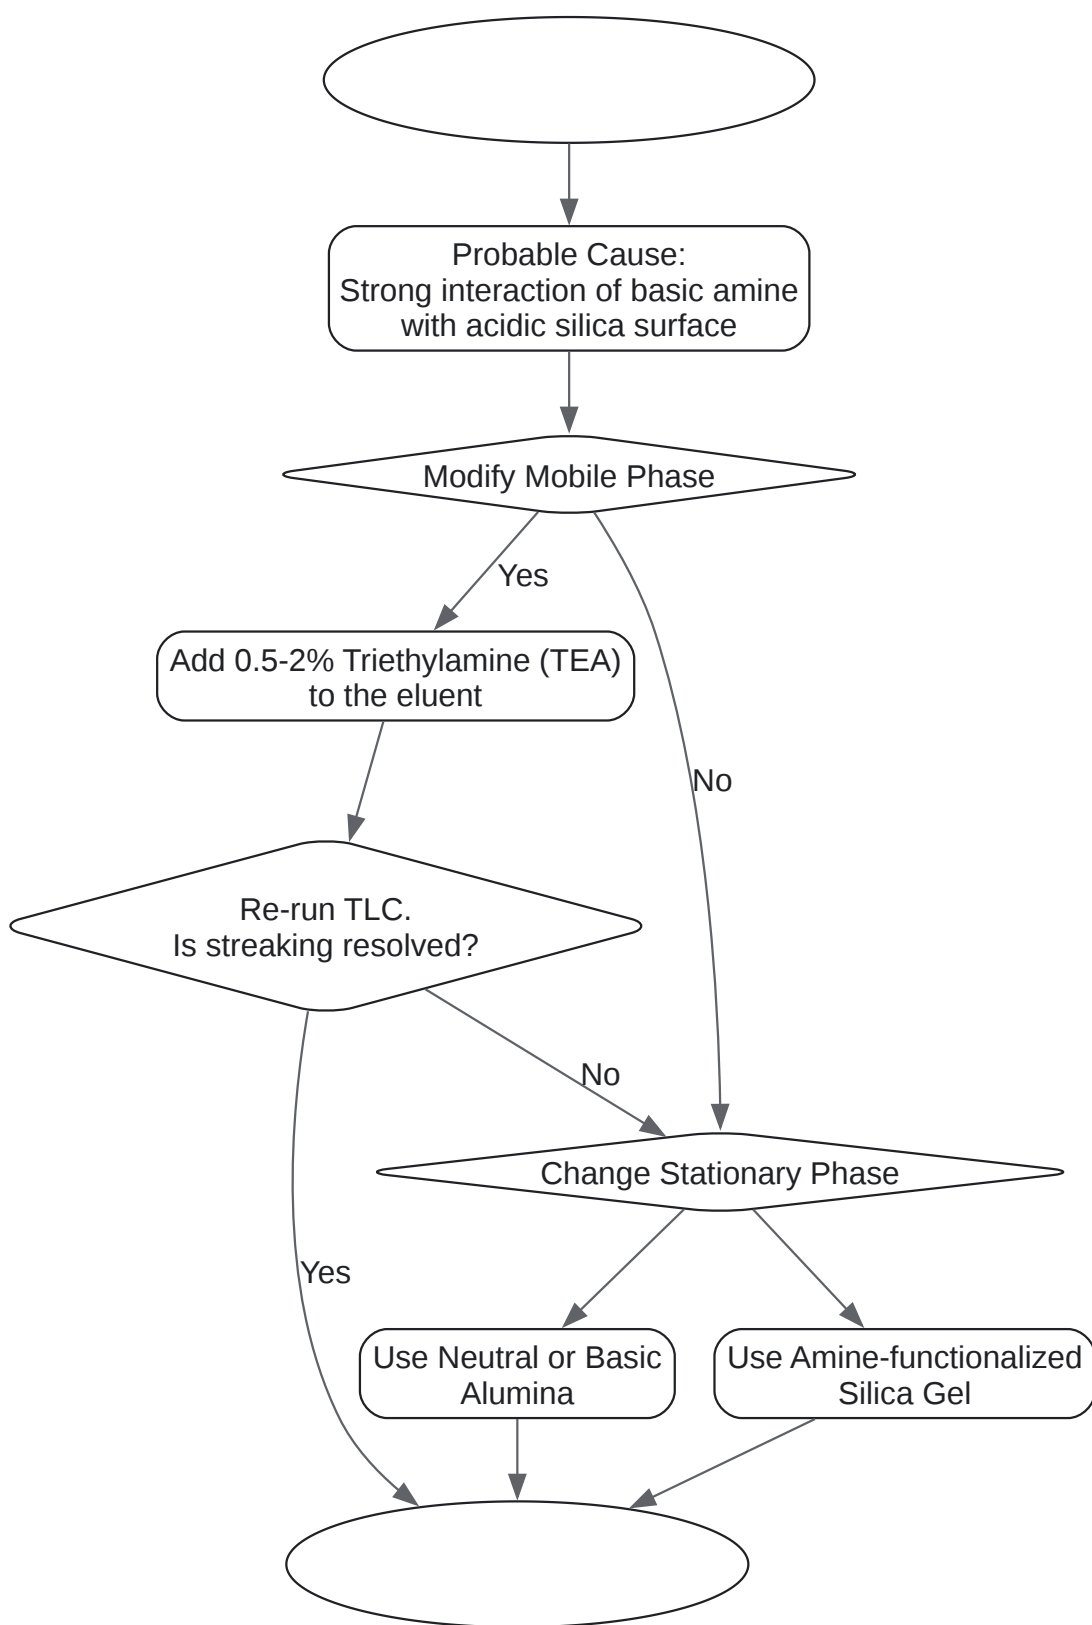 Probable Cause:
Strong interaction of basic amine
with acidic silica surface
Modify Mobile Phase
Yes
Add 0.5-2% Triethylamine (TEA)
to the eluent
No
Re-run TLC.
Is streaking resolved?
No
Change Stationary Phase
Yes
Use Neutral or Basic
Alumina
Use Amine-functionalized
Silica Gel